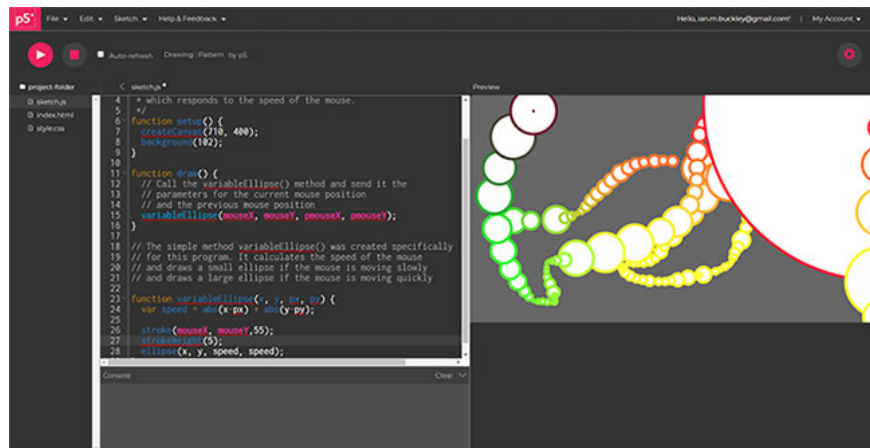 p5* File Edit Sketch Help & Feedback Hello, ian.m.buckley@gmail.com! | My Account
Auto-refresh Drawing : Pattern by p5
project-folder
sketch.js
index.html
style.css
< sketch.js
Preview
4 * which responds to the speed of the mouse.
5 */
6 function setup() {
7 createCanvas(710, 400);
8 background(102);
9 }
10
11 function draw() {
12 // Call the variableEllipse() method and send it the
13 // parameters for the current mouse position
14 // and the previous mouse position
15 variableEllipse(mouseX, mouseY, pmouseX, pmouseY);
16 }
17
18 // The simple method variableEllipse() was created specifically
19 // for this program. It calculates the speed of the mouse
20 // and draws a small ellipse if the mouse is moving slowly
21 // and draws a large ellipse if the mouse is moving quickly
22
23 function variableEllipse(x, y, px, py) {
24 var speed = abs(x-px) + abs(y-py);
25
26 stroke(mouseX, mouseY,55);
27 strokeWeight(5);
28 ellipse(x, y, speed, speed);
Console Clear